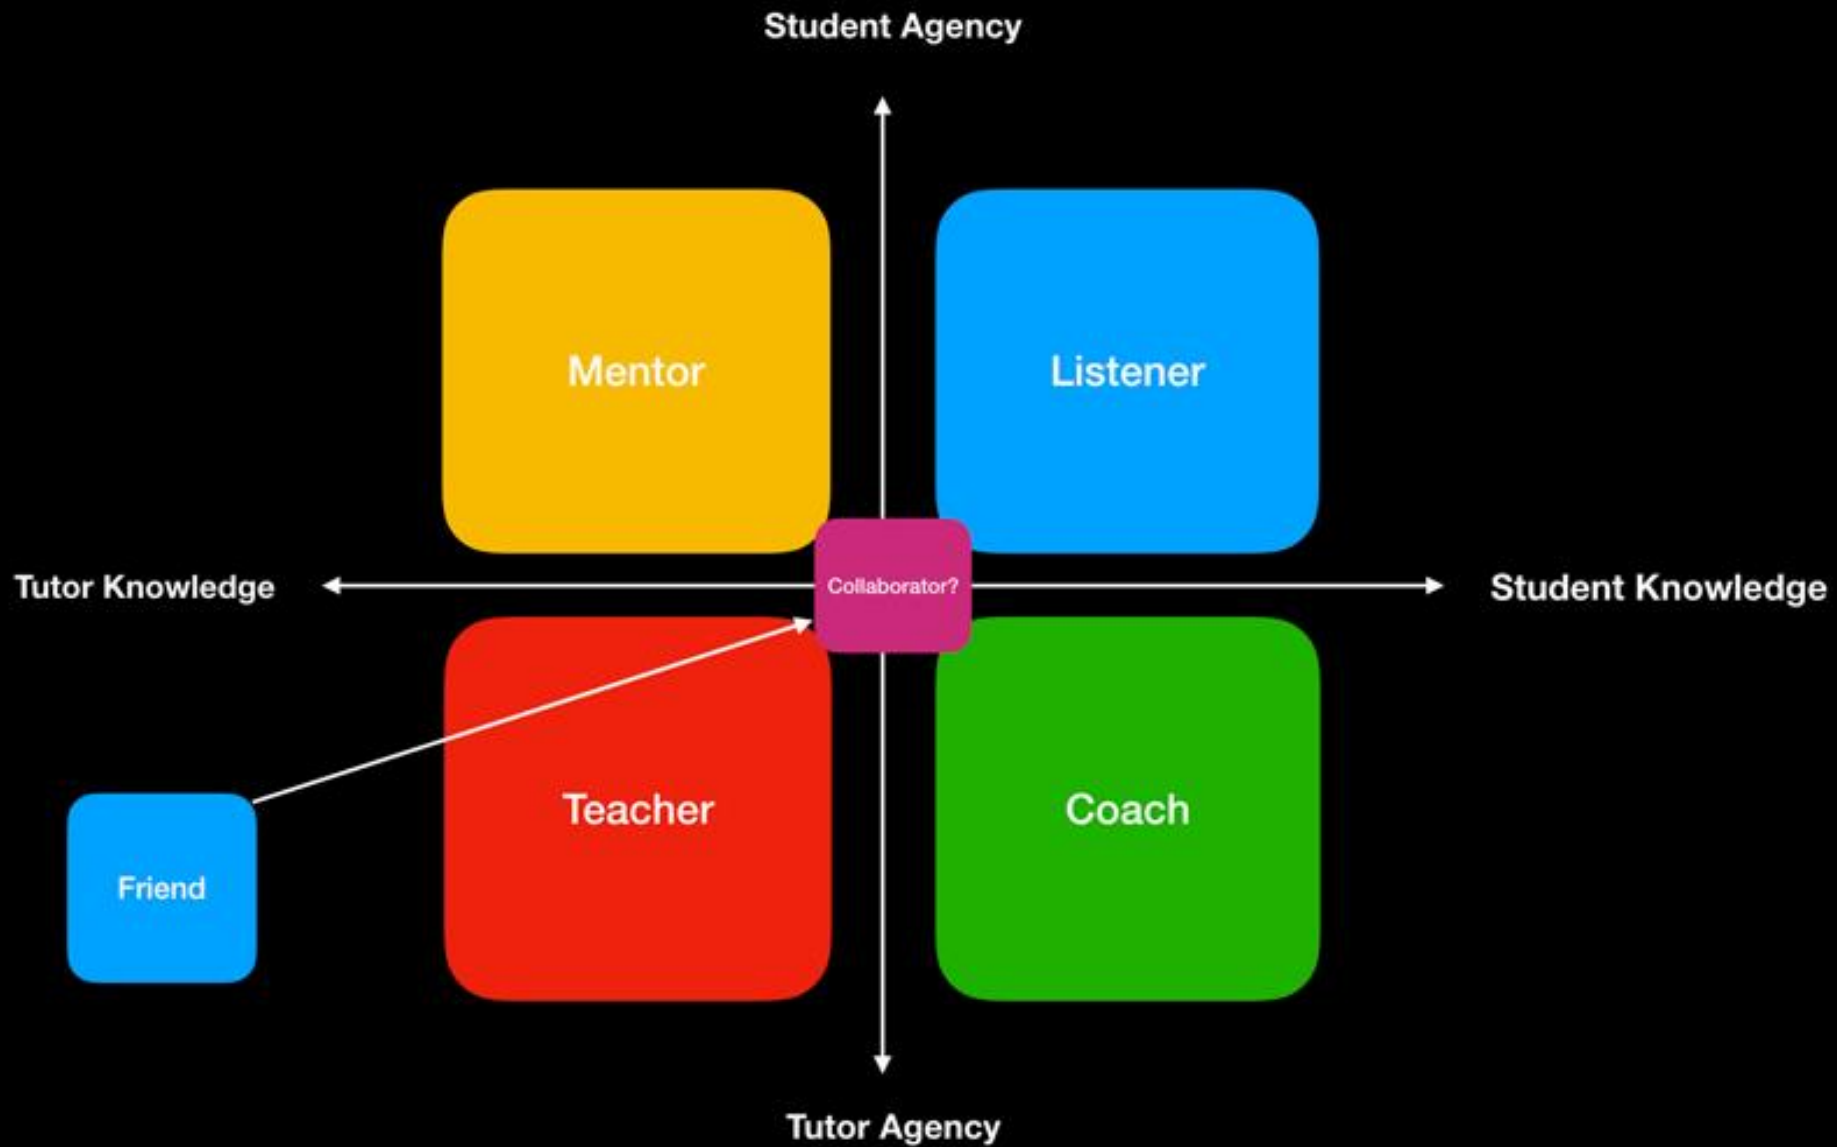 Student Agency
Mentor
Listener
Tutor Knowledge
Collaborator?
Student Knowledge
Teacher
Coach
Friend
Tutor Agency